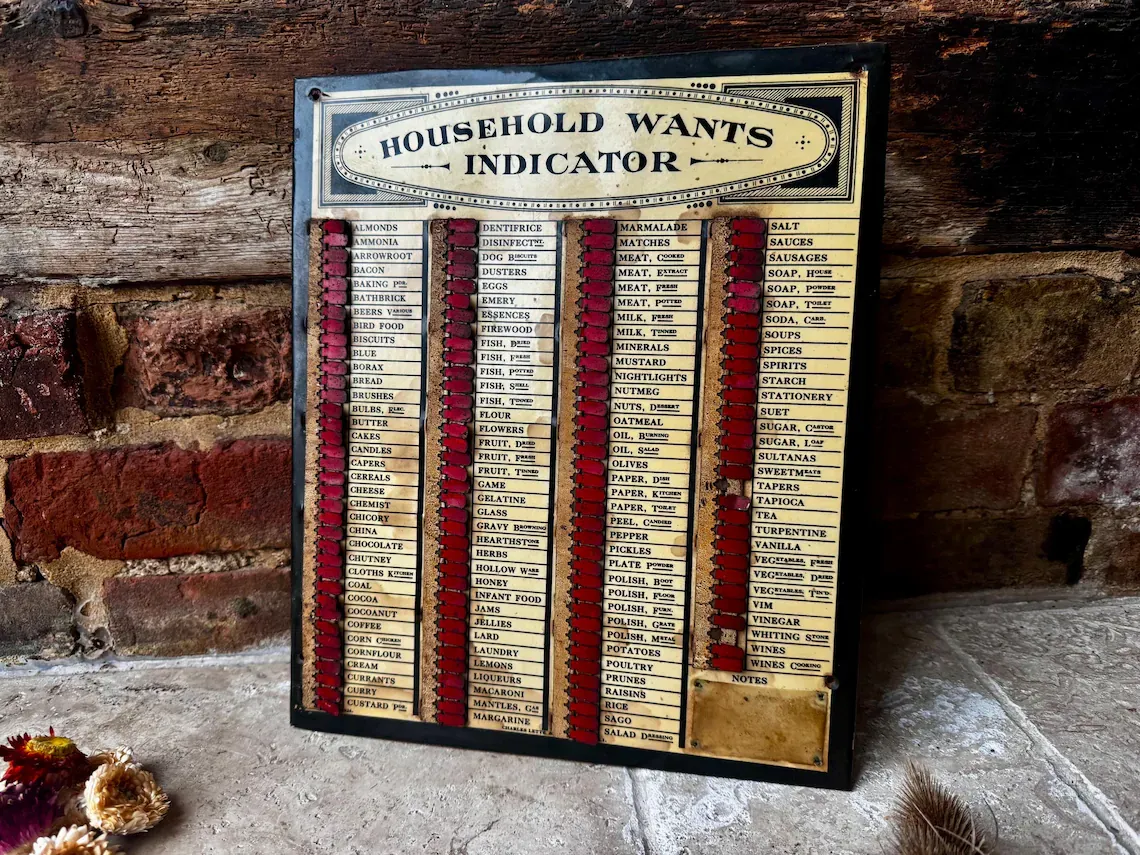 HOUSEHOLD WANTS
INDICATOR
ALMONDS
AMMONIA
ARROWROOT
BACON
BAKING PDR.
BATHBRICK
BEERS VARIOUS
BIRD FOOD
BISCUITS
BLUE
BORAX
BREAD
BRUSHES
BULBS, ELEC.
BUTTER
CAKES
CANDLES
CAPERS
CEREALS
CHEESE
CHEMIST
CHICORY
CHINA
CHOCOLATE
CHUTNEY
CLOTHS KITCHEN
COAL
COCOA
COCOANUT
COFFEE
CORN CHICKEN
CORNFLOUR
CREAM
CURRANTS
CURRY
CUSTARD PDR.
DENTIFRICE
DISINFECTNT.
DOG BISCUITS
DUSTERS
EGGS
EMERY
ESSENCES
FIREWOOD
FISH, DRIED
FISH, FRESH
FISH, POTTED
FISH, SHELL
FISH, TINNED
FLOUR
FLOWERS
FRUIT, DRIED
FRUIT, FRESH
FRUIT, TINNED
GAME
GELATINE
GLASS
GRAVY BROWNING
HEARTHSTONE
HERBS
HOLLOW WARE
HONEY
INFANT FOOD
JAMS
JELLIES
LARD
LAUNDRY
LEMONS
LIQUEURS
MACARONI
MANTLES, GAS
MARGARINE
CHARLES LETTS
MARMALADE
MATCHES
MEAT, COOKED
MEAT, EXTRACT
MEAT, FRESH
MEAT, POTTED
MILK, FRESH
MILK, TINNED
MINERALS
MUSTARD
NIGHTLIGHTS
NUTMEG
NUTS, DESSERT
OATMEAL
OIL, BURNING
OIL, SALAD
OLIVES
PAPER, DISH
PAPER, KITCHEN
PAPER, TOILET
PEEL, CANDIED
PEPPER
PICKLES
PLATE POWDER
POLISH, BOOT
POLISH, FLOOR
POLISH, FURN.
POLISH, GRATE
POLISH, METAL
POTATOES
POULTRY
PRUNES
RAISINS
RICE
SAGO
SALAD DRESSING
SALT
SAUCES
SAUSAGES
SOAP, HOUSE
SOAP, POWDER
SOAP, TOILET
SODA, CARB.
SOUPS
SPICES
SPIRITS
STARCH
STATIONERY
SUET
SUGAR, CASTOR
SUGAR, LOAF
SULTANAS
SWEETMEATS
TAPERS
TAPIOCA
TEA
TURPENTINE
VANILLA
VEGETABLES, FRESH
VEGETABLES, DRIED
VEGETABLES, TIN'D.
VIM
VINEGAR
WHITING STONE
WINES
WINES COOKING
NOTES